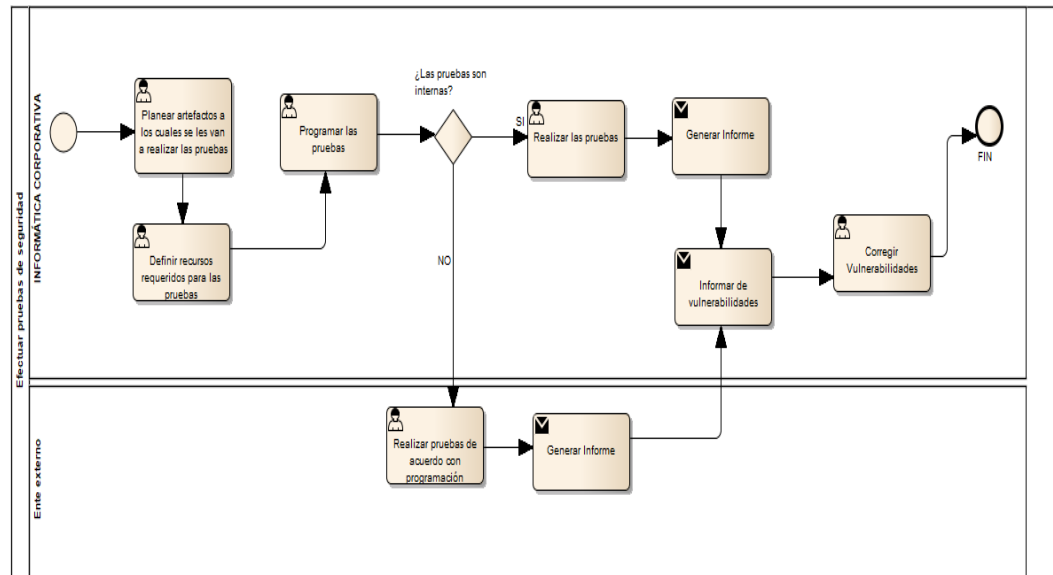 Efectuar pruebas de seguridad
INFORMÁTICA CORPORATIVA
Planear artefactos a
los cuales se les van
a realizar las pruebas
Definir recursos
requeridos para las
pruebas
Programar las
pruebas
¿Las pruebas son
internas?
SI
Realizar las pruebas
Generar Informe
NO
Informar de
vulnerabilidades
Corregir
Vulnerabilidades
FIN
Ente externo
Realizar pruebas de
acuerdo con
programación
Generar Informe